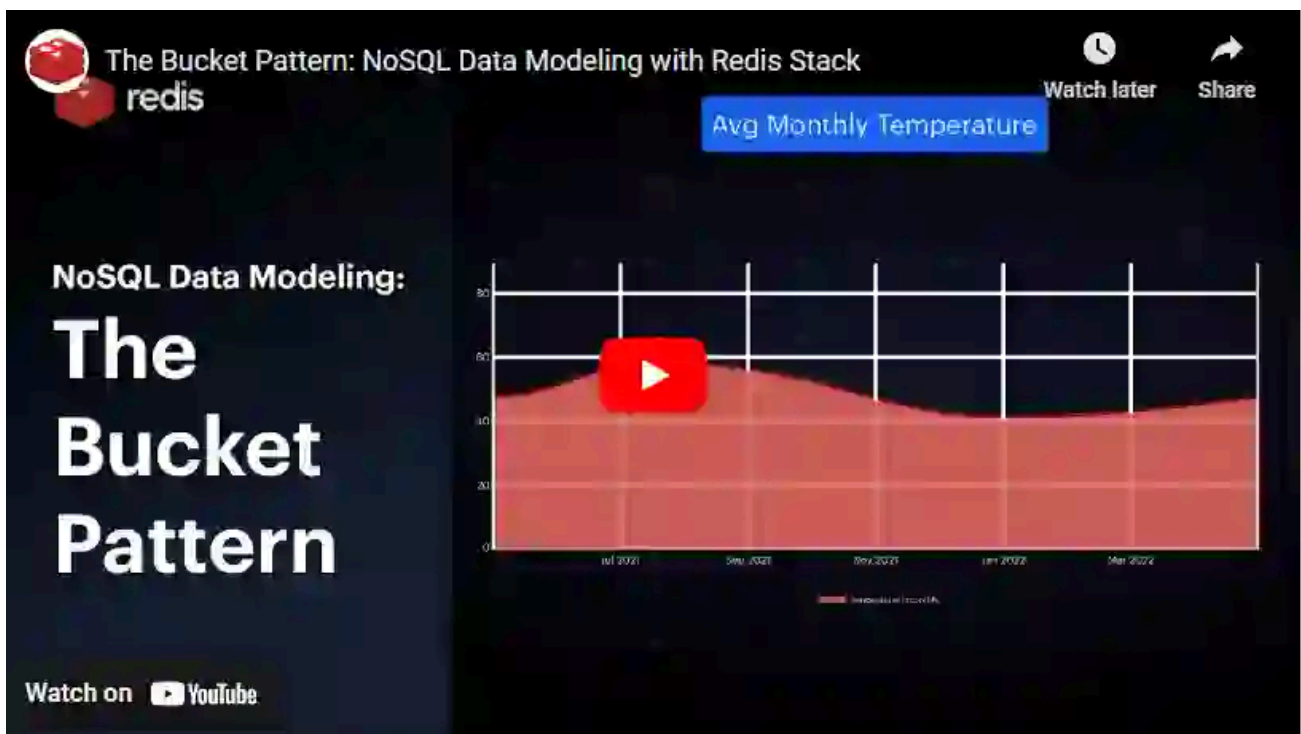 The Bucket Pattern: NoSQL Data Modeling with Redis Stack
Watch later
Share
redis
Avg Monthly Temperature
NoSQL Data Modeling:
The
Bucket
Pattern
80
60
40
20
0
Jul 2021
Sep 2021
Nov 2021
Jan 2022
Mar 2022
Watch on YouTube